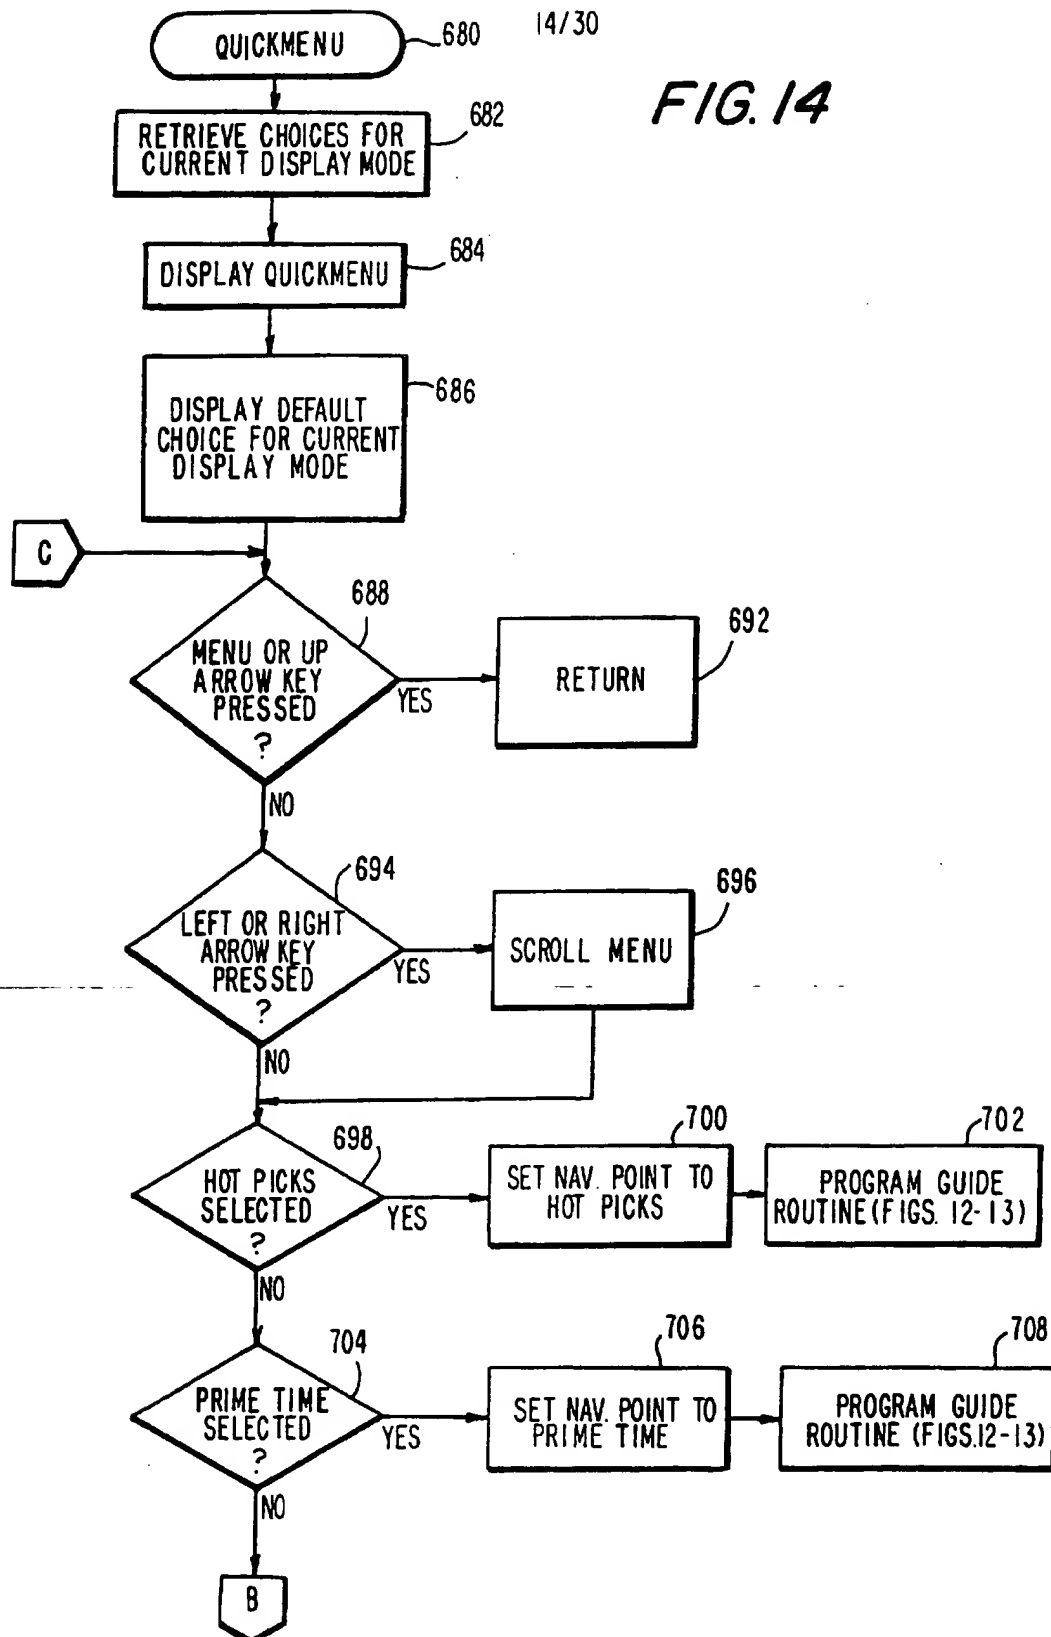 14/30
FIG. 14
QUICKMENU
680
RETRIEVE CHOICES FOR
CURRENT DISPLAY MODE
682
DISPLAY QUICKMENU
684
DISPLAY DEFAULT
CHOICE FOR CURRENT
DISPLAY MODE
686
C
688
MENU OR UP
ARROW KEY
PRESSED
?
YES
RETURN
692
NO
694
LEFT OR RIGHT
ARROW KEY
PRESSED
?
YES
SCROLL MENU
696
NO
698
HOT PICKS
SELECTED
?
YES
SET NAV. POINT TO
HOT PICKS
700
PROGRAM GUIDE
ROUTINE (FIGS. 12-13)
702
NO
704
PRIME TIME
SELECTED
?
YES
SET NAV. POINT TO
PRIME TIME
706
PROGRAM GUIDE
ROUTINE (FIGS.12-13)
708
NO
B